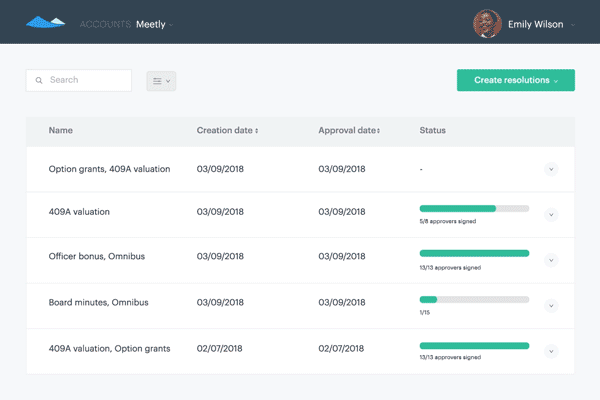 ACCOUNTS Meetly
Emily Wilson
Search
Create resolutions
Name Creation date Approval date Status
Option grants, 409A valuation 03/09/2018 03/09/2018 -
409A valuation 03/09/2018 03/09/2018
5/8 approvers signed
Officer bonus, Omnibus 03/09/2018 03/09/2018
13/13 approvers signed
Board minutes, Omnibus 03/09/2018 03/09/2018
1/15
409A valuation, Option grants 02/07/2018 02/07/2018
13/13 approvers signed